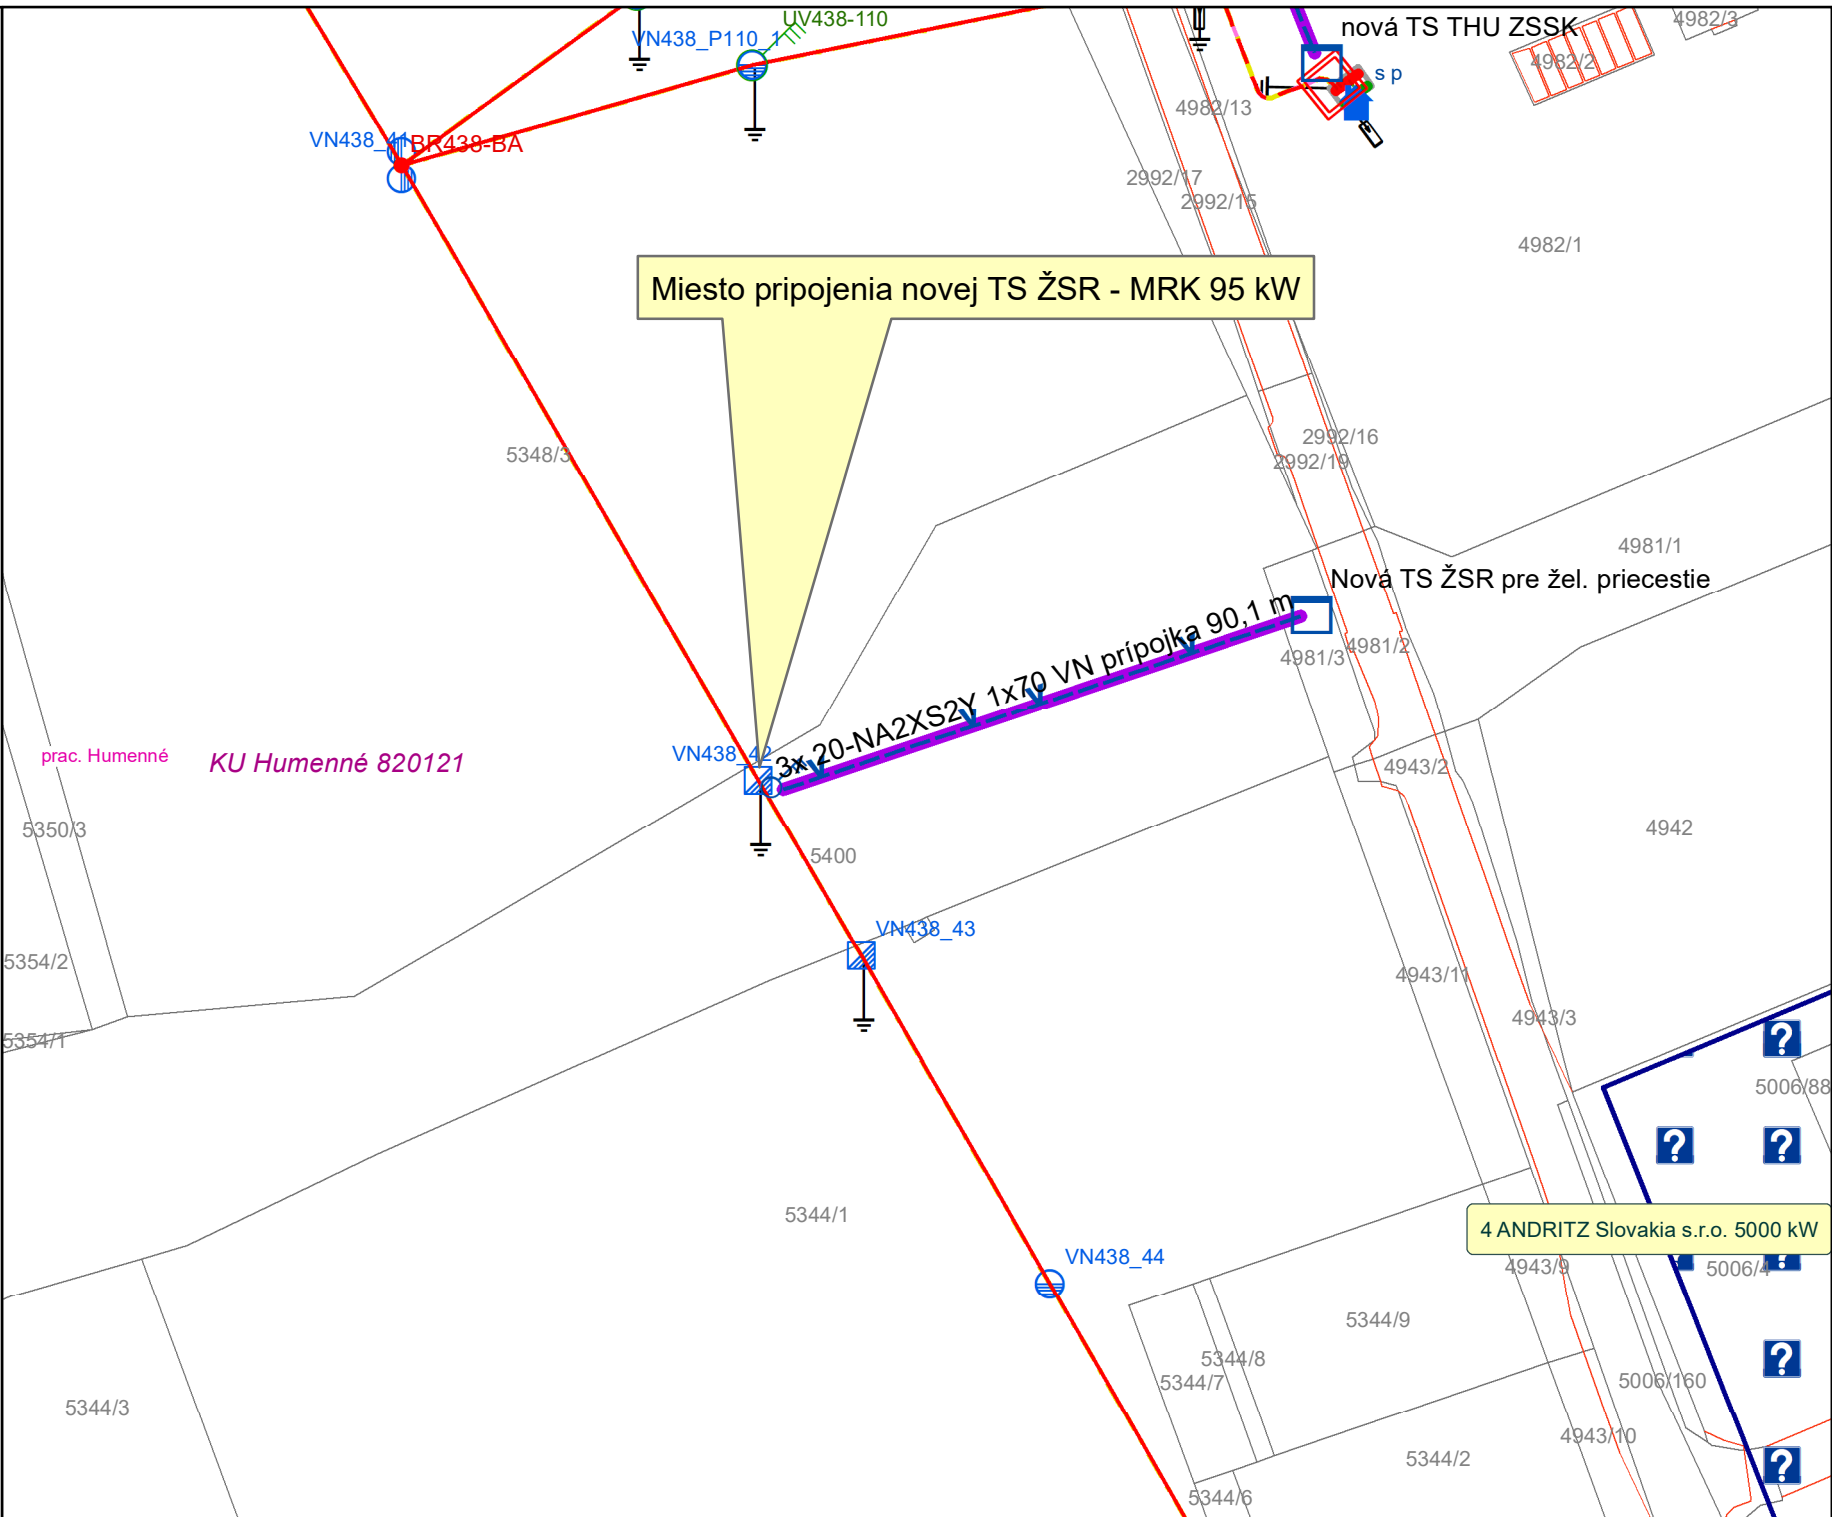 nová TS THU ZSSK
4982/3
UV438-110
VN438_P110_1
4982/2
s p
4982/13
VN438_41
BR438-BA
2992/17
2992/15
4982/1
Miesto pripojenia novej TS ŽSR - MRK 95 kW
5348/3
2992/16
2992/19
4981/1
Nová TS ŽSR pre žel. priecestie
3x 20-NA2XS2Y 1x70 VN prípojka 90,1 m
4981/3
4981/2
prac. Humenné
KU Humenné 820121
VN438_42
4943/2
5350/3
4942
5400
VN438_43
5354/2
4943/11
4943/3
5354/1
5006/88
5344/1
4 ANDRITZ Slovakia s.r.o. 5000 kW
VN438_44
4943/9
5006/4
5344/9
5344/8
5344/7
5006/160
5344/3
4943/10
5344/2
5344/6